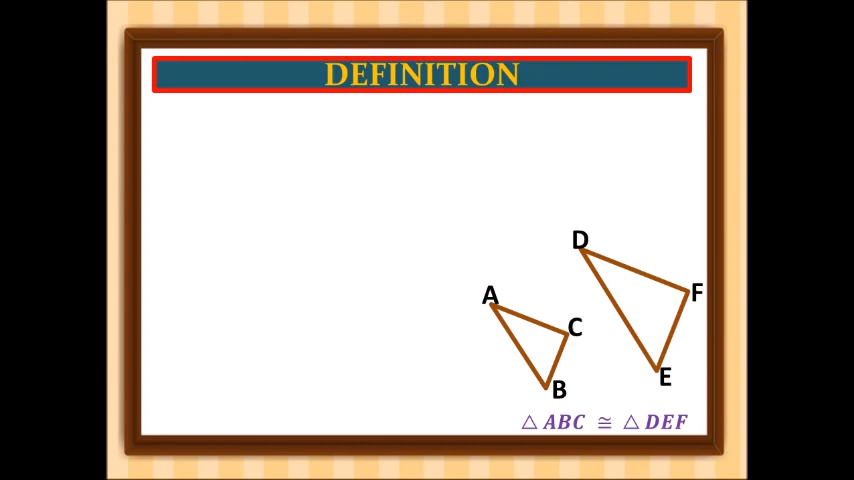 DEFINITION
D
A
F
C
E
B
△ ABC ≅ △ DEF